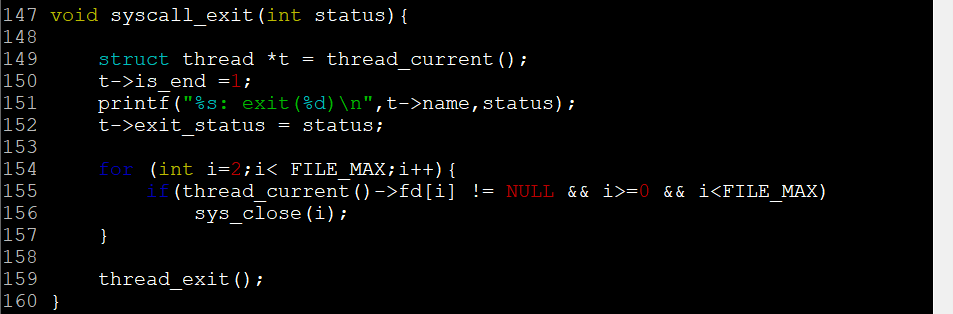 147 void syscall_exit(int status){
148
149     struct thread *t = thread_current();
150     t->is_end =1;
151     printf("%s: exit(%d)\n",t->name,status);
152     t->exit_status = status;
153
154     for (int i=2;i< FILE_MAX;i++){
155         if(thread_current()->fd[i] != NULL && i>=0 && i<FILE_MAX)
156             sys_close(i);
157     }
158
159     thread_exit();
160 }